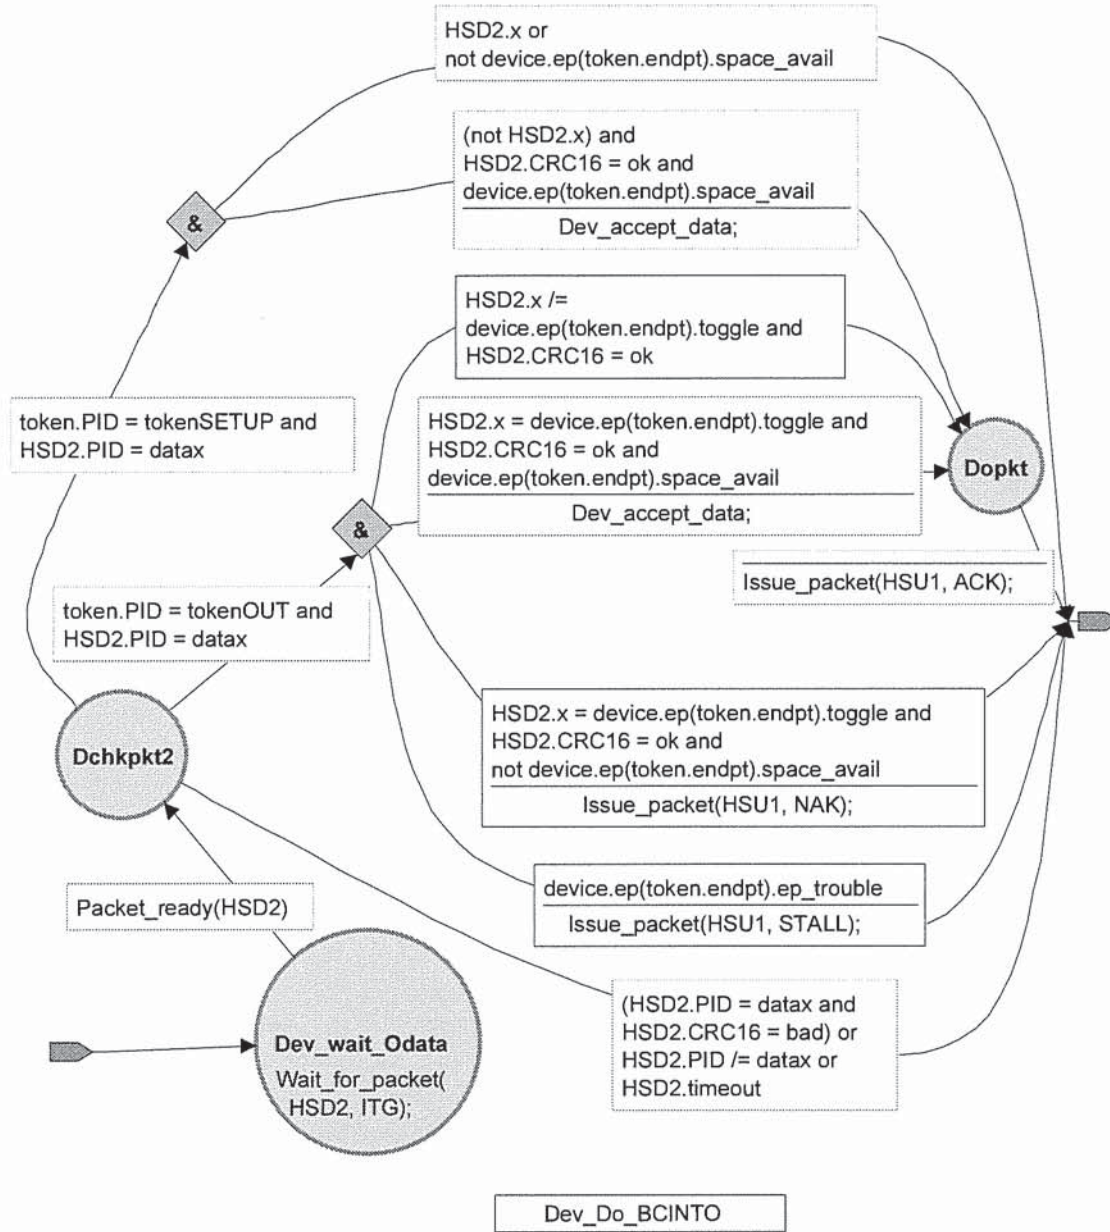 HSD2.x or
not device.ep(token.endpt).space_avail
(not HSD2.x) and
HSD2.CRC16 = ok and
device.ep(token.endpt).space_avail
Dev_accept_data;
&
HSD2.x /=
device.ep(token.endpt).toggle and
HSD2.CRC16 = ok
token.PID = tokenSETUP and
HSD2.PID = datax
HSD2.x = device.ep(token.endpt).toggle and
HSD2.CRC16 = ok and
device.ep(token.endpt).space_avail
Dev_accept_data;
Dopkt
&
Issue_packet(HSU1, ACK);
token.PID = tokenOUT and
HSD2.PID = datax
HSD2.x = device.ep(token.endpt).toggle and
HSD2.CRC16 = ok and
not device.ep(token.endpt).space_avail
Issue_packet(HSU1, NAK);
Dchkpkt2
device.ep(token.endpt).ep_trouble
Issue_packet(HSU1, STALL);
Packet_ready(HSD2)
(HSD2.PID = datax and
HSD2.CRC16 = bad) or
HSD2.PID /= datax or
HSD2.timeout
Dev_wait_Odata
Wait_for_packet(
HSD2, ITG);
Dev_Do_BCINTO